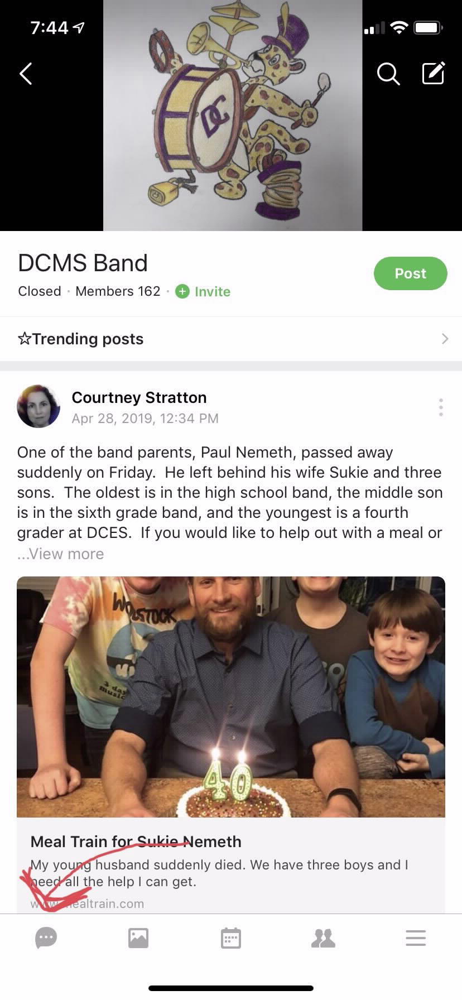 7:44
DC
DCMS Band
Closed · Members 162 · + Invite
Post
☆Trending posts
Courtney Stratton
Apr 28, 2019, 12:34 PM
One of the band parents, Paul Nemeth, passed away
suddenly on Friday.  He left behind his wife Sukie and three
sons.  The oldest is in the high school band, the middle son
is in the sixth grade band, and the youngest is a fourth
grader at DCES.  If you would like to help out with a meal or
...View more
WOODSTOCK
3 days
music
40
Meal Train for Sukie Nemeth
My young husband suddenly died. We have three boys and I
need all the help I can get.
www.mealtrain.com